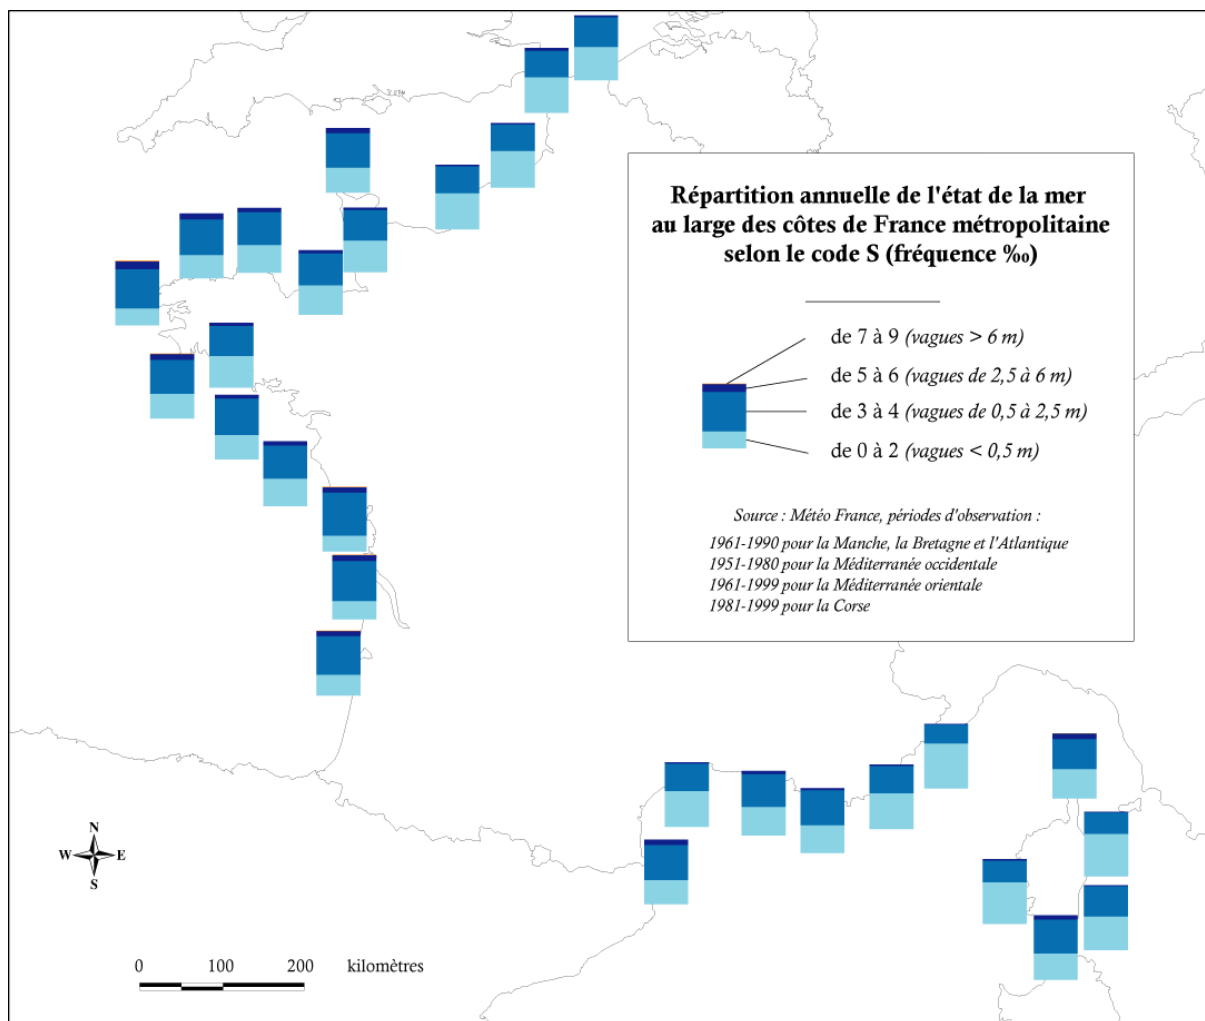 Répartition annuelle de l'état de la mer
au large des côtes de France métropolitaine
selon le code S (fréquence ‰)
de 7 à 9 (vagues > 6 m)
de 5 à 6 (vagues de 2,5 à 6 m)
de 3 à 4 (vagues de 0,5 à 2,5 m)
de 0 à 2 (vagues < 0,5 m)
Source : Météo France, périodes d'observation :
1961-1990 pour la Manche, la Bretagne et l'Atlantique
1951-1980 pour la Méditerranée occidentale
1961-1999 pour la Méditerranée orientale
1981-1999 pour la Corse
N
W E
S
0 100 200 kilomètres